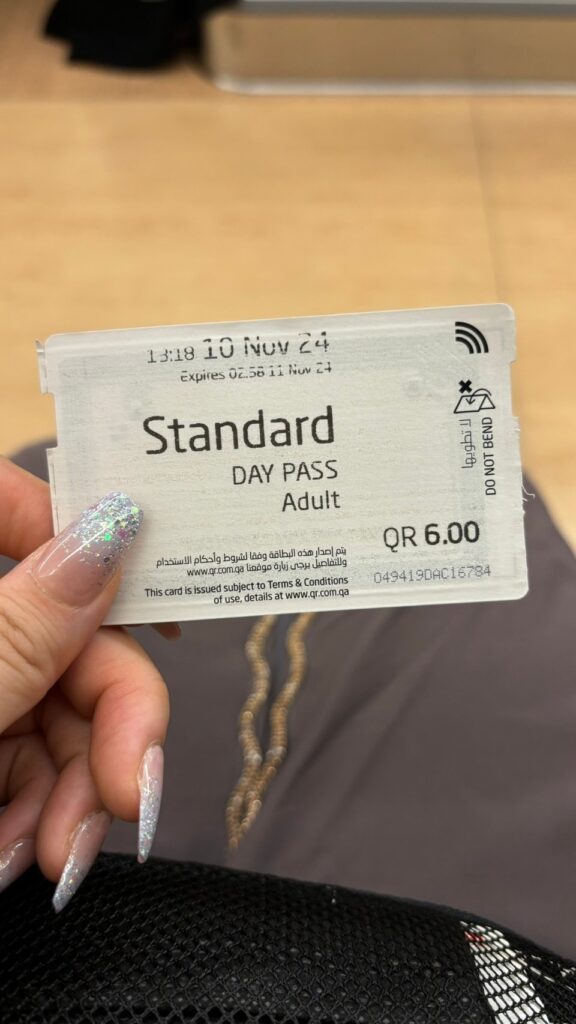 13:18 10 Nov 24
Expires 02:58 11 Nov 24
Standard
DAY PASS
Adult
QR 6.00
يتم إصدار هذه البطاقة وفقا لشروط وأحكام الاستخدام
وللتفاصيل يرجى زيارة موقعنا www.qr.com.qa
This card is issued subject to Terms & Conditions
of use, details at www.qr.com.qa
049419DAC16784
لا تطويها
DO NOT BEND